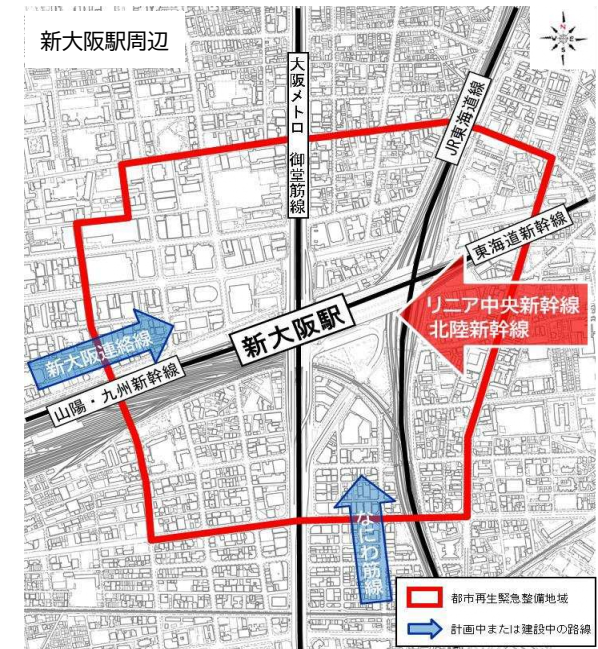 新大阪駅周辺
N
e
S
大阪メトロ 御堂筋線
JR東海道線
東海道新幹線
リニア中央新幹線
北陸新幹線
新大阪駅
新大阪連絡線
山陽・九州新幹線
なにわ筋線
都市再生緊急整備地域
計画中または建設中の路線